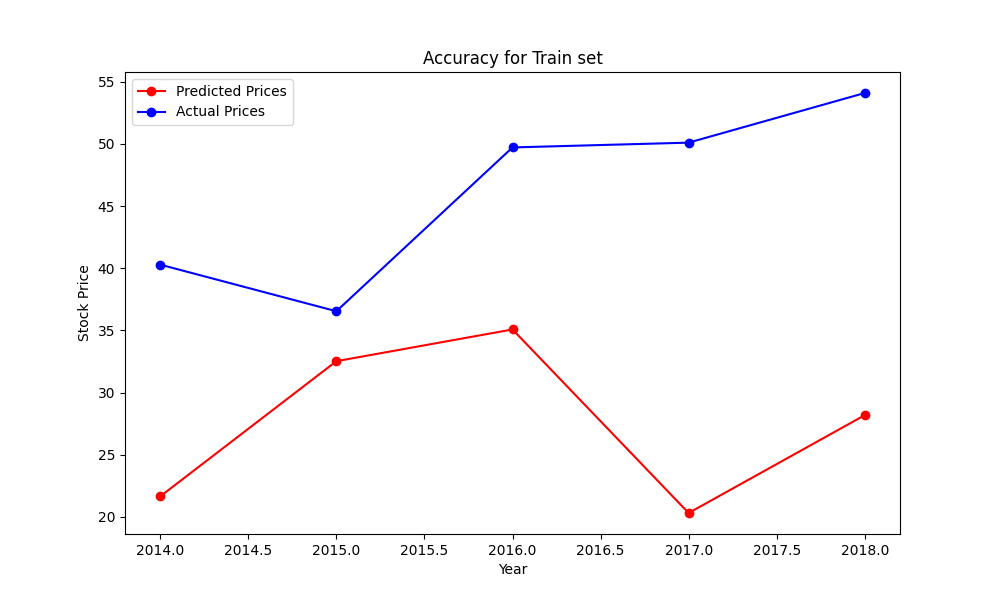 Accuracy for Train set
Predicted Prices
Actual Prices
55
50
45
40
35
30
25
20
Stock Price
2014.0 2014.5 2015.0 2015.5 2016.0 2016.5 2017.0 2017.5 2018.0
Year